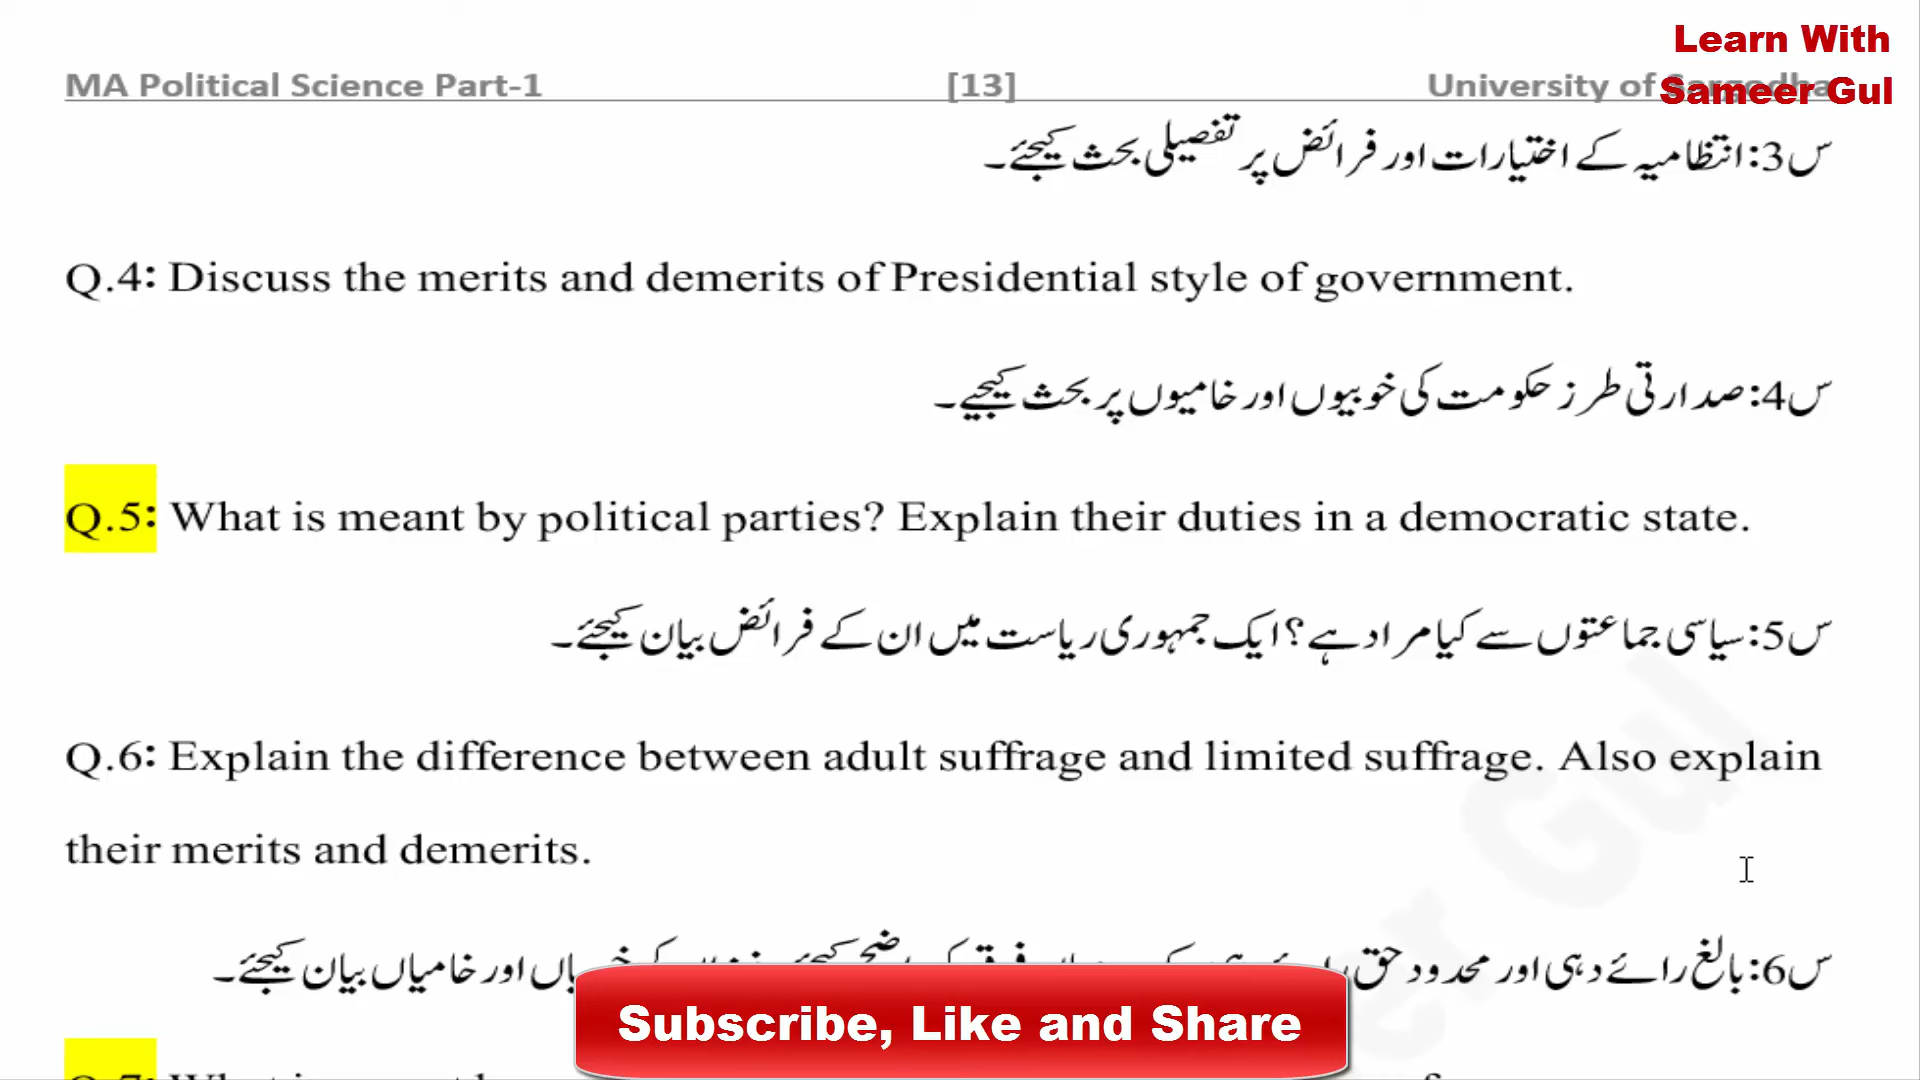 Learn With
Sameer Gul
MA Political Science Part-1 [13] University of
س3: انتظامیہ کے اختیارات اور فرائض پر تفصیلی بحث کیجئے۔
Q.4: Discuss the merits and demerits of Presidential style of government.
س4: صدارتی طرز حکومت کی خوبیوں اور خامیوں پر بحث کیجیے۔
Q.5: What is meant by political parties? Explain their duties in a democratic state.
س5: سیاسی جماعتوں سے کیا مراد ہے؟ ایک جمہوری ریاست میں ان کے فرائض بیان کیجئے۔
Q.6: Explain the difference between adult suffrage and limited suffrage. Also explain
their merits and demerits.
س6: بالغ رائے دہی اور محدود حق اور خامیاں بیان کیجئے۔
Subscribe, Like and Share
Q.7: